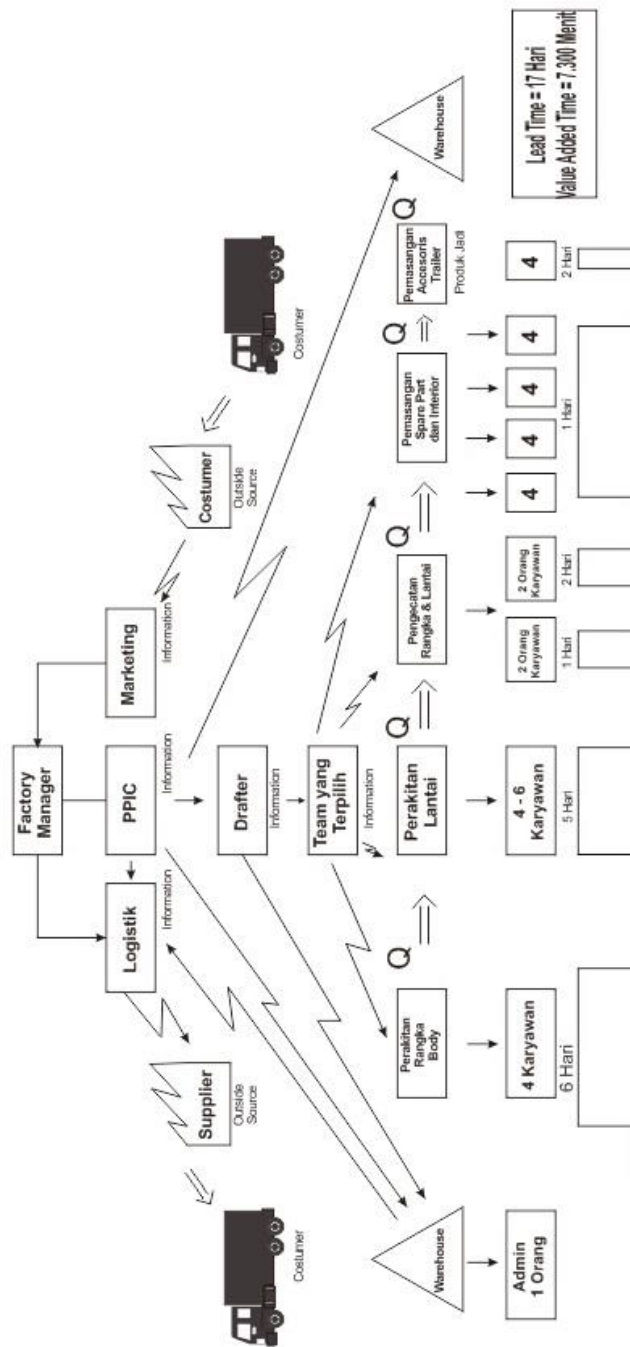 Factory
Manager
Logistik
Information
PPIC
Information
Marketing
Information
Supplier
Outside
Source
Costumer
Outside
Source
Costumer
Costumer
Drafter
Information
Team yang
Terpilih
Information
Warehouse
Perakitan
Rangka
Body
Q
Perakitan
Lantai
Q
Pengecatan
Rangka & Lantai
Q
Pemasangan
Spare Part
dan Interior
Q
Pemasangan
Accesoris
Trailer
Produk Jadi
Q
Warehouse
Admin
1 Orang
4 Karyawan
6 Hari
4 - 6
Karyawan
5 Hari
2 Orang
Karyawan
1 Hari
2 Orang
Karyawan
2 Hari
4
4
4
4
1 Hari
4
2 Hari
Lead Time = 17 Hari
Value Added Time = 7.300 Menit